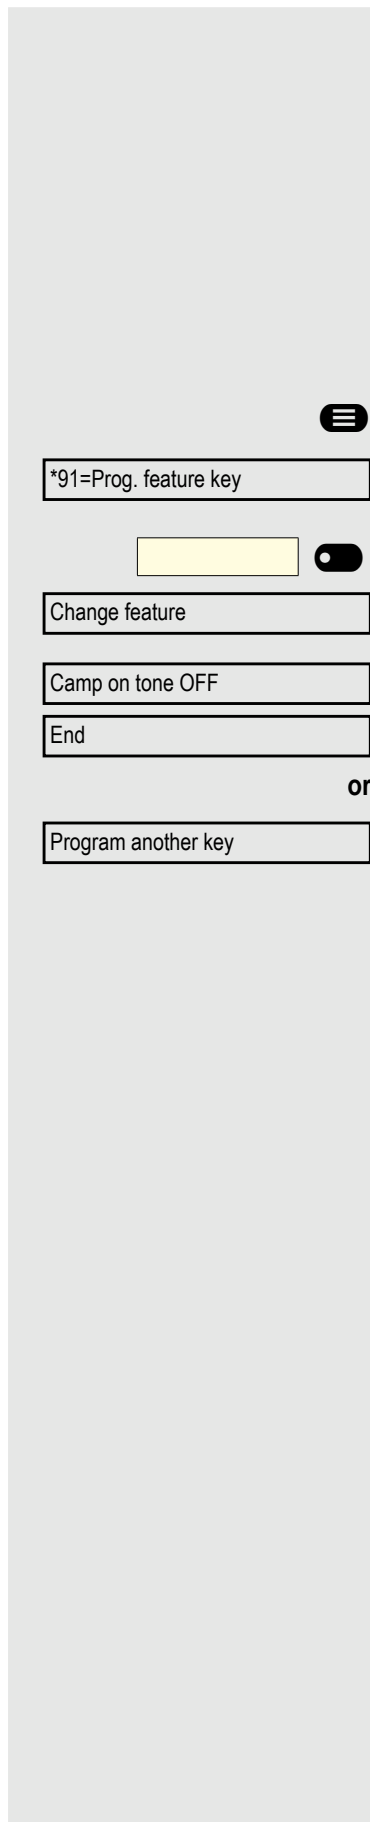 *91=Prog. feature key
Change feature
Camp on tone OFF
End
or
Program another key